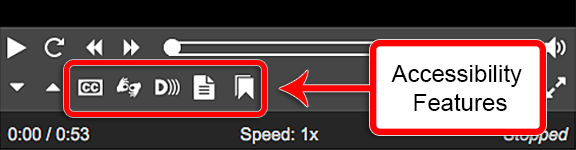 CC
D
Accessibility
Features
0:00 / 0:53
Speed: 1x
Stopped